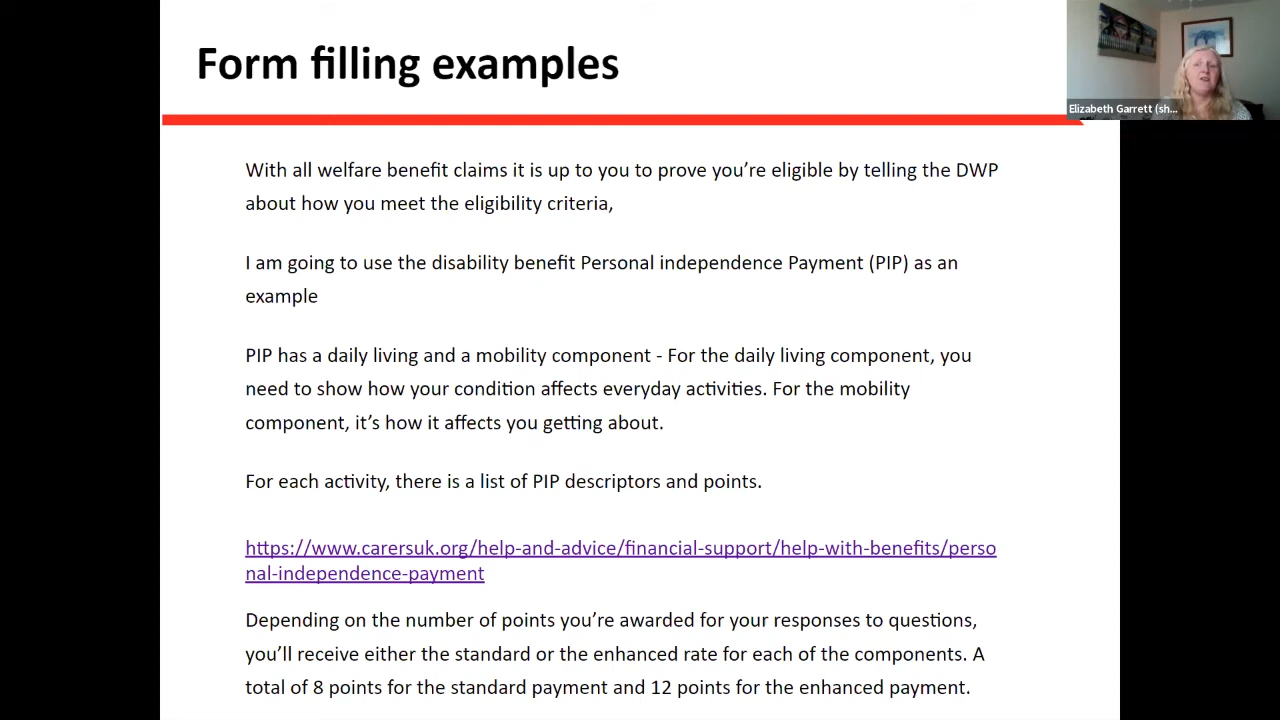 Form filling examples
Elizabeth Garrett (sh...
With all welfare benefit claims it is up to you to prove you’re eligible by telling the DWP
about how you meet the eligibility criteria,
I am going to use the disability benefit Personal independence Payment (PIP) as an
example
PIP has a daily living and a mobility component - For the daily living component, you
need to show how your condition affects everyday activities. For the mobility
component, it’s how it affects you getting about.
For each activity, there is a list of PIP descriptors and points.
https://www.carersuk.org/help-and-advice/financial-support/help-with-benefits/perso
nal-independence-payment
Depending on the number of points you’re awarded for your responses to questions,
you’ll receive either the standard or the enhanced rate for each of the components. A
total of 8 points for the standard payment and 12 points for the enhanced payment.